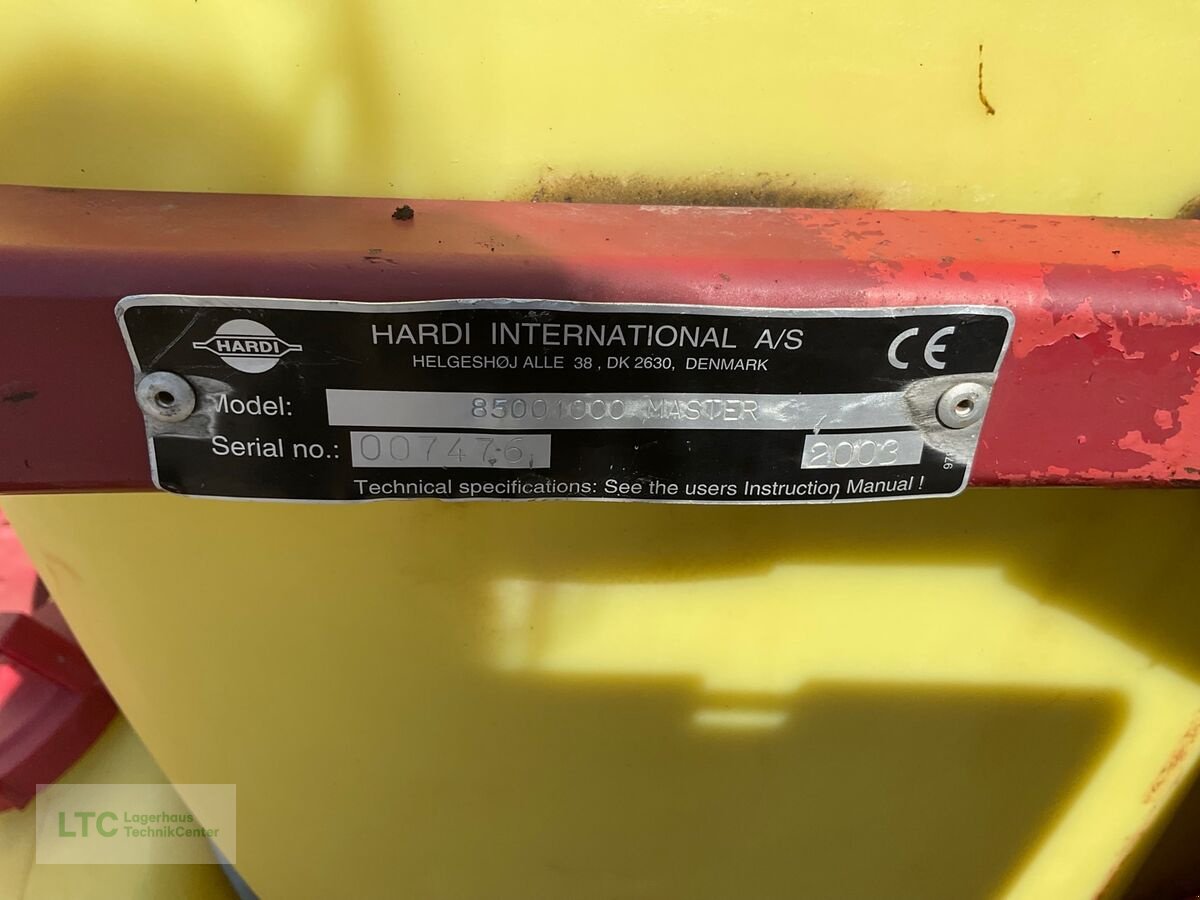 HARDI
HARDI INTERNATIONAL A/S
HELGESHØJ ALLE 38, DK 2630, DENMARK
CE
Model: 85001000 MASTER
Serial no.: 007476 2003
Technical specifications: See the users Instruction Manual !
LTC Lagerhaus
TechnikCenter